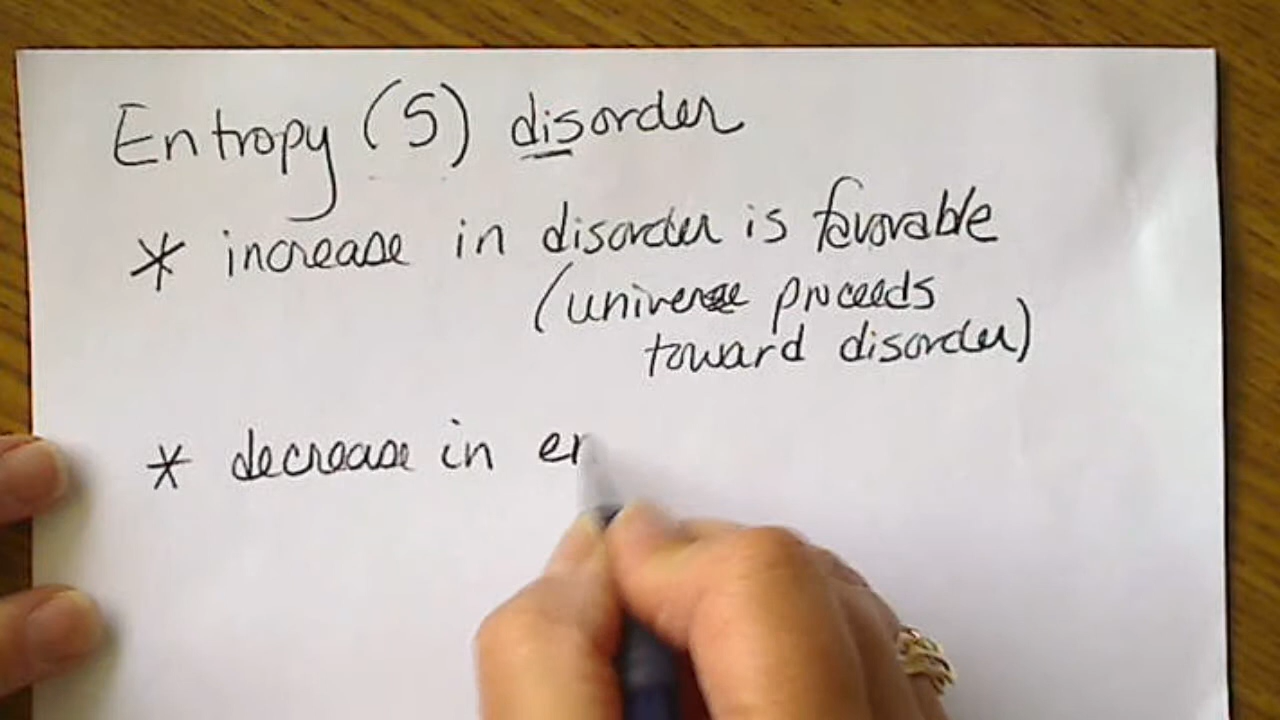 Entropy (S) disorder
* increase in disorder is favorable
(universe proceeds
toward disorder)
* decrease in en